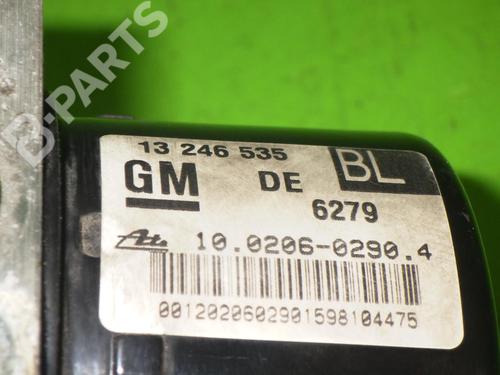 B-PARTS
13 246 535
BL
GM DE
6279
Ate 10.0206-0290.4
0012020602901598104475